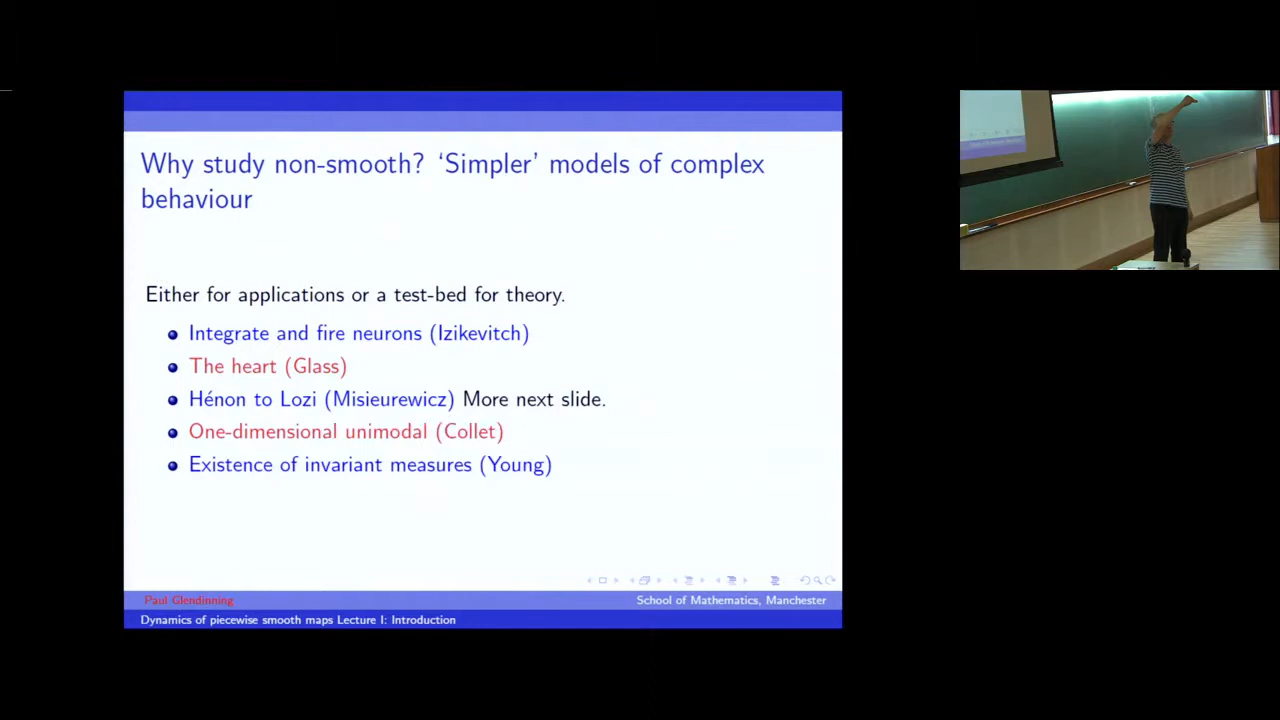 Why study non-smooth? ‘Simpler’ models of complex
behaviour
Either for applications or a test-bed for theory.
Integrate and fire neurons (Izikevitch)
The heart (Glass)
Hénon to Lozi (Misieurewicz) More next slide.
One-dimensional unimodal (Collet)
Existence of invariant measures (Young)
Paul Glendinning
School of Mathematics, Manchester
Dynamics of piecewise smooth maps Lecture I: Introduction